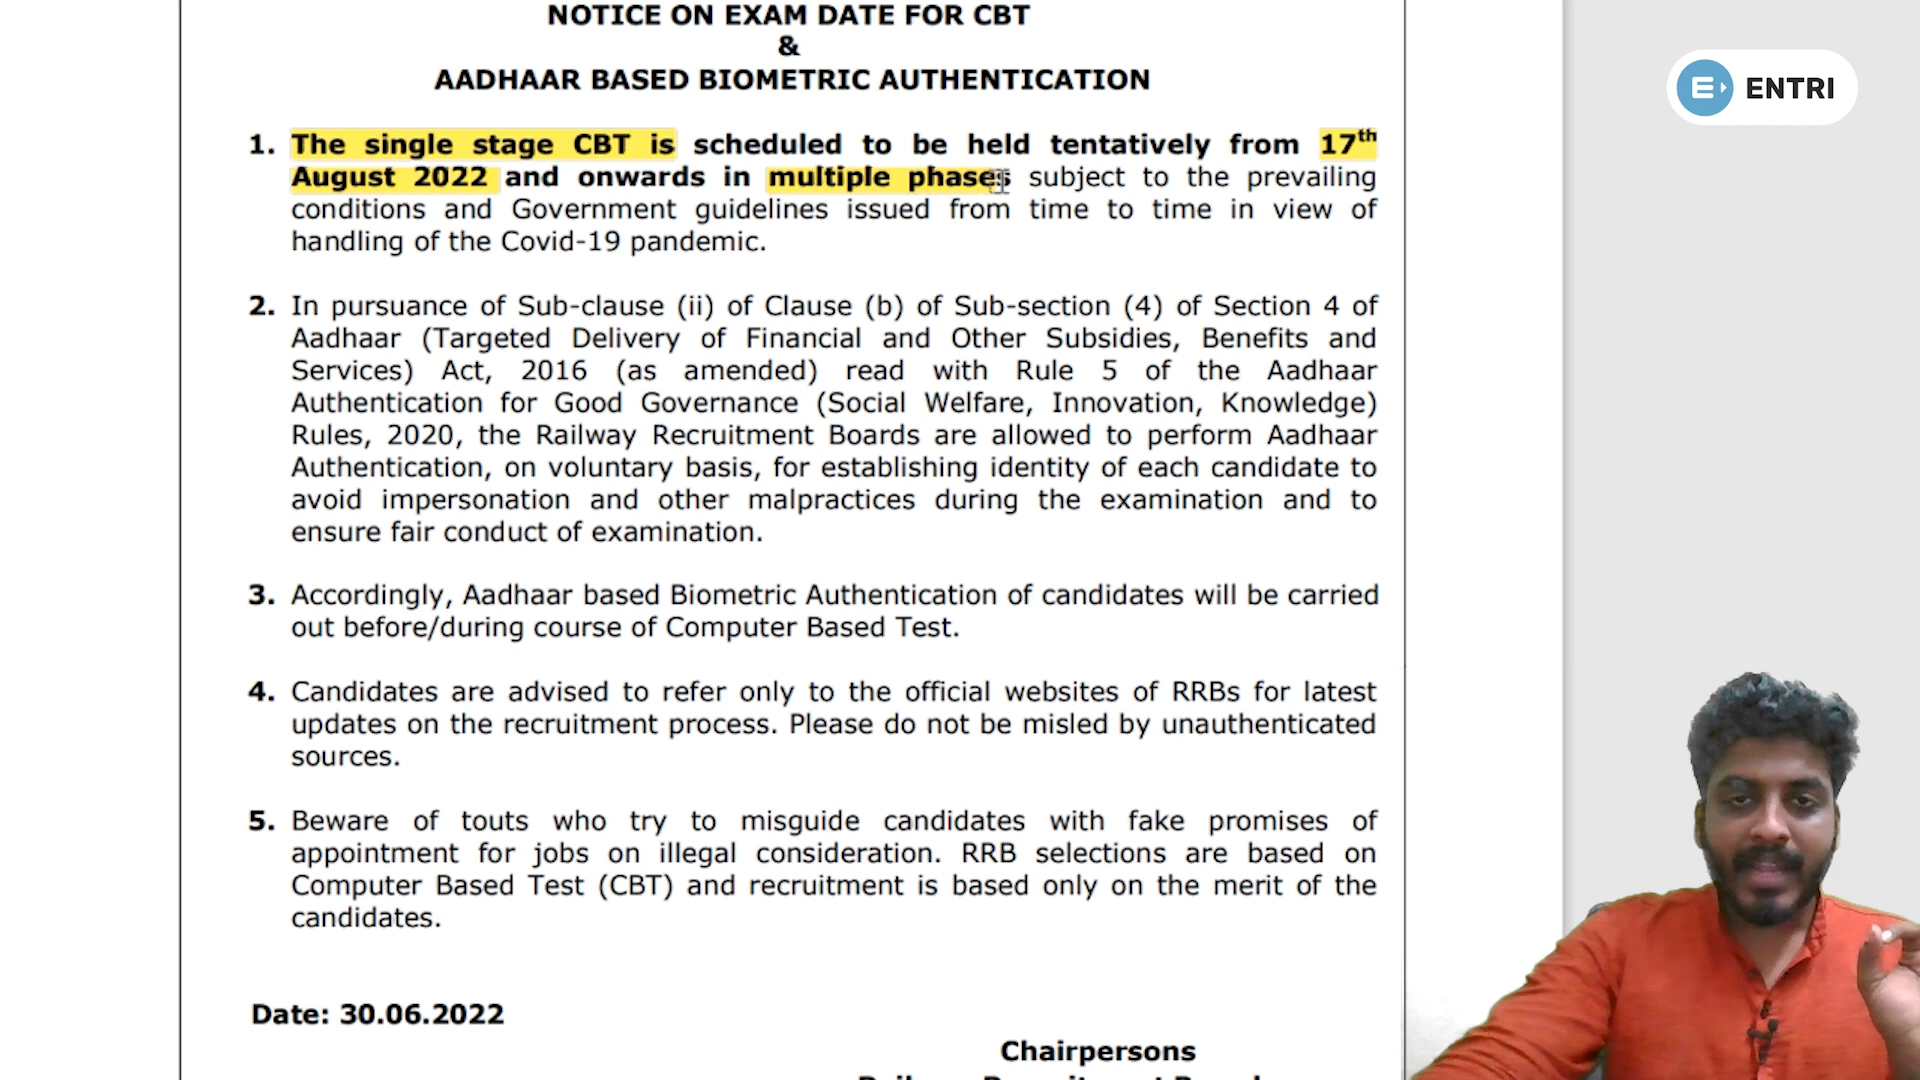 NOTICE ON EXAM DATE FOR CBT
&
AADHAAR BASED BIOMETRIC AUTHENTICATION
ENTRI
1. The single stage CBT is scheduled to be held tentatively from 17th
August 2022 and onwards in multiple phases subject to the prevailing
conditions and Government guidelines issued from time to time in view of
handling of the Covid-19 pandemic.
2. In pursuance of Sub-clause (ii) of Clause (b) of Sub-section (4) of Section 4 of
Aadhaar (Targeted Delivery of Financial and Other Subsidies, Benefits and
Services) Act, 2016 (as amended) read with Rule 5 of the Aadhaar
Authentication for Good Governance (Social Welfare, Innovation, Knowledge)
Rules, 2020, the Railway Recruitment Boards are allowed to perform Aadhaar
Authentication, on voluntary basis, for establishing identity of each candidate to
avoid impersonation and other malpractices during the examination and to
ensure fair conduct of examination.
3. Accordingly, Aadhaar based Biometric Authentication of candidates will be carried
out before/during course of Computer Based Test.
4. Candidates are advised to refer only to the official websites of RRBs for latest
updates on the recruitment process. Please do not be misled by unauthenticated
sources.
5. Beware of touts who try to misguide candidates with fake promises of
appointment for jobs on illegal consideration. RRB selections are based on
Computer Based Test (CBT) and recruitment is based only on the merit of the
candidates.
Date: 30.06.2022
Chairpersons